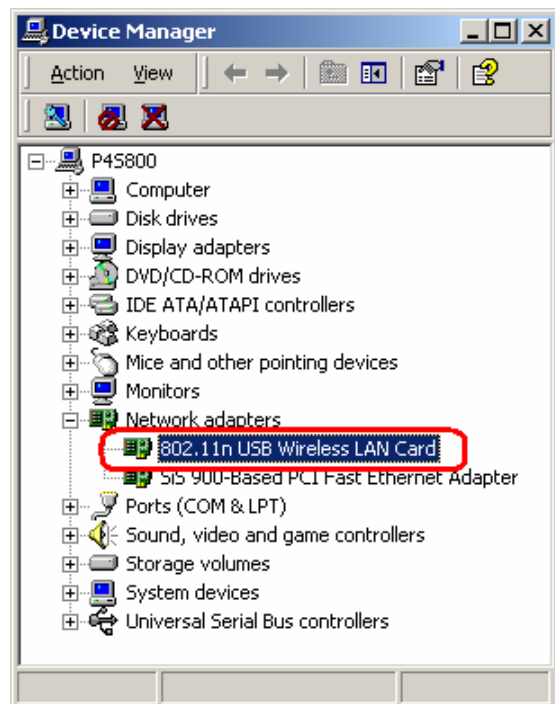 Device Manager
Action View
P4S800
Computer
Disk drives
Display adapters
DVD/CD-ROM drives
IDE ATA/ATAPI controllers
Keyboards
Mice and other pointing devices
Monitors
Network adapters
802.11n USB Wireless LAN Card
SiS 900-Based PCI Fast Ethernet Adapter
Ports (COM & LPT)
Sound, video and game controllers
Storage volumes
System devices
Universal Serial Bus controllers